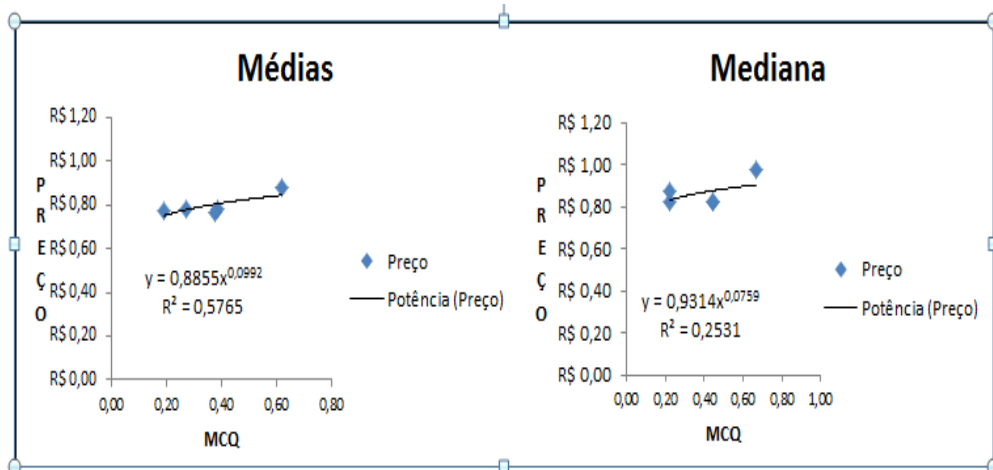 Médias
R$ 1,20
R$ 1,00
R$ 0,80
R$ 0,60
R$ 0,40
R$ 0,20
R$ 0,00
PREÇO
y = 0,8855x^0,0992
R² = 0,5765
Preço
Potência (Preço)
0,00 0,20 0,40 0,60 0,80
MCQ
Mediana
R$ 1,20
R$ 1,00
R$ 0,80
R$ 0,60
R$ 0,40
R$ 0,20
R$ 0,00
PREÇO
y = 0,9314x^0,0759
R² = 0,2531
Preço
Potência (Preço)
0,00 0,20 0,40 0,60 0,80 1,00
MCQ